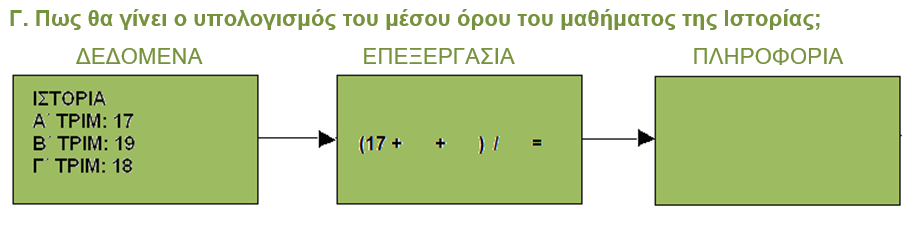 Γ. Πως θα γίνει ο υπολογισμός του μέσου όρου του μαθήματος της Ιστορίας;
ΔΕΔΟΜΕΝΑ ΕΠΕΞΕΡΓΑΣΙΑ ΠΛΗΡΟΦΟΡΙΑ
ΙΣΤΟΡΙΑ
Α΄ ΤΡΙΜ: 17
Β΄ ΤΡΙΜ: 19
Γ΄ ΤΡΙΜ: 18
(17 + + ) / =